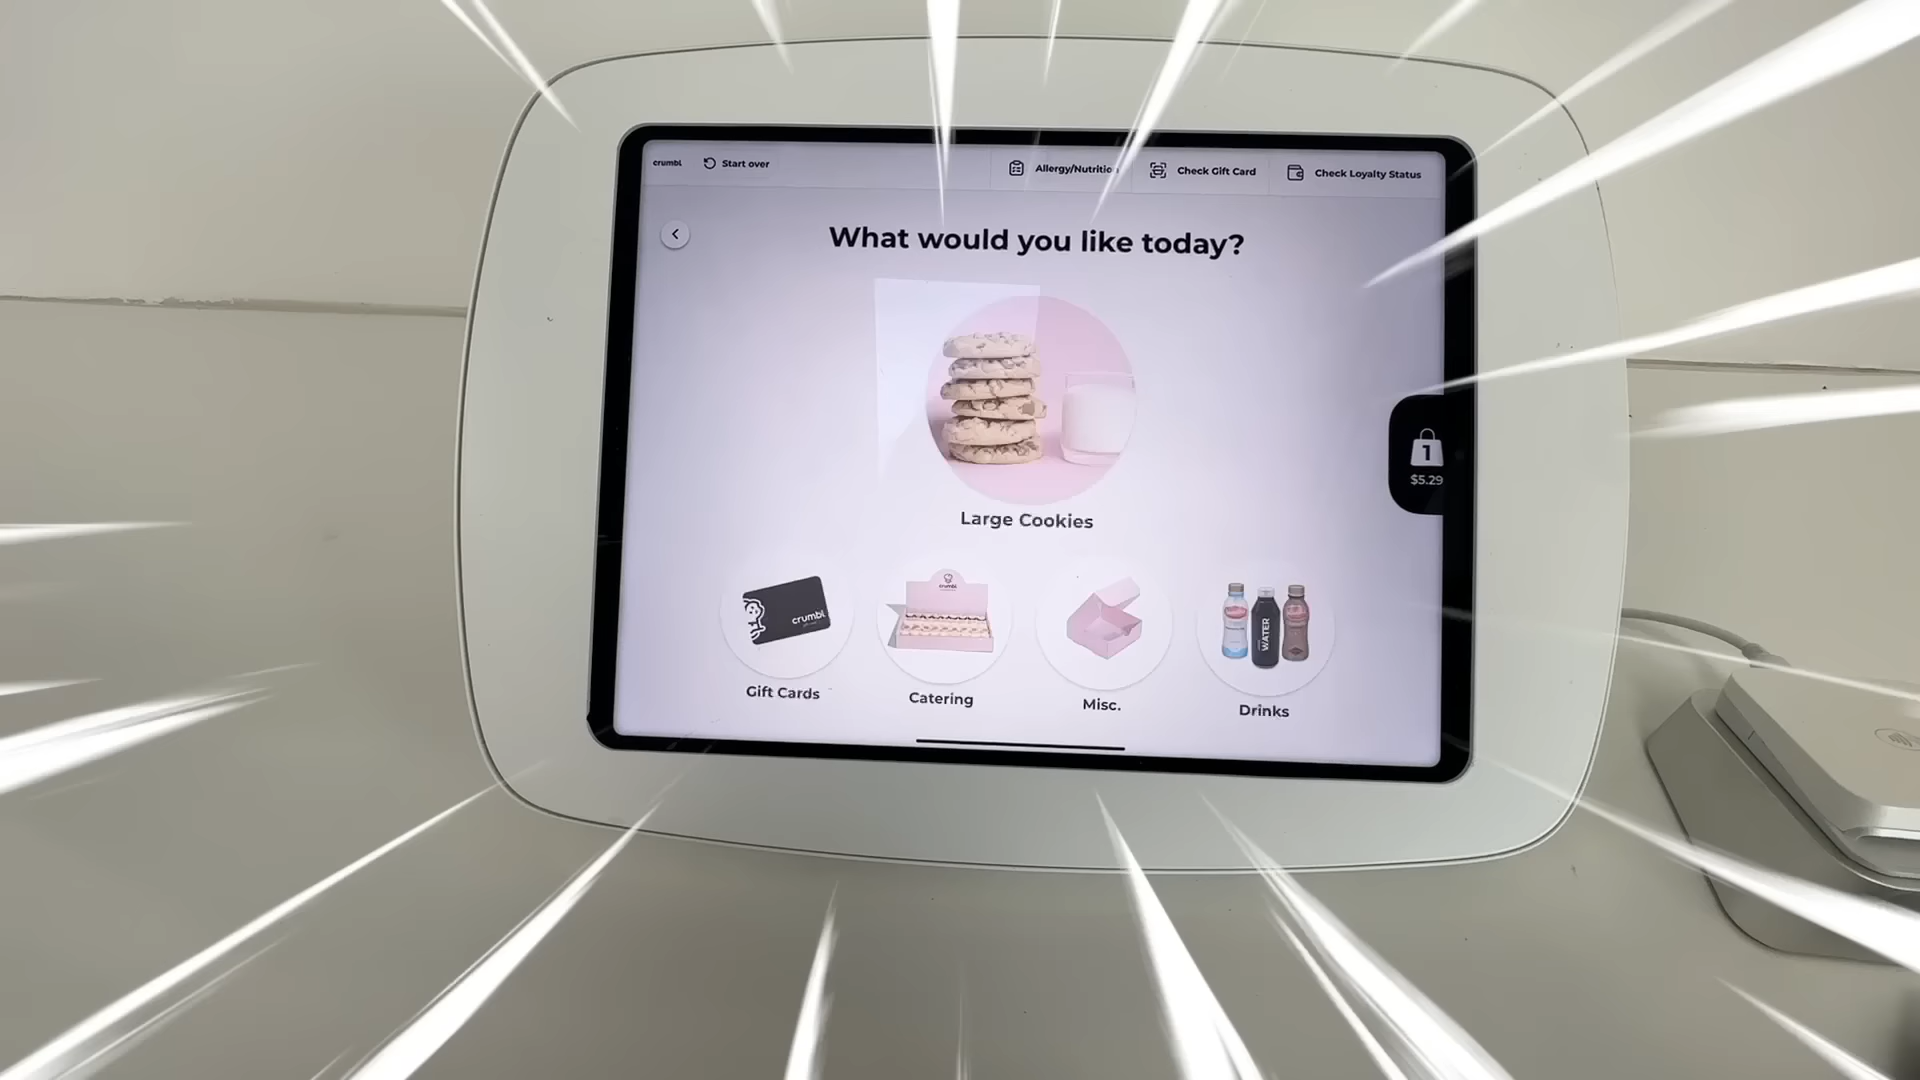 crumbl
Start over
Allergy/Nutrition
Check Gift Card
Check Loyalty Status
What would you like today?
1
$5.29
Large Cookies
crumbl
crumbl
WATER
Gift Cards
Catering
Misc.
Drinks